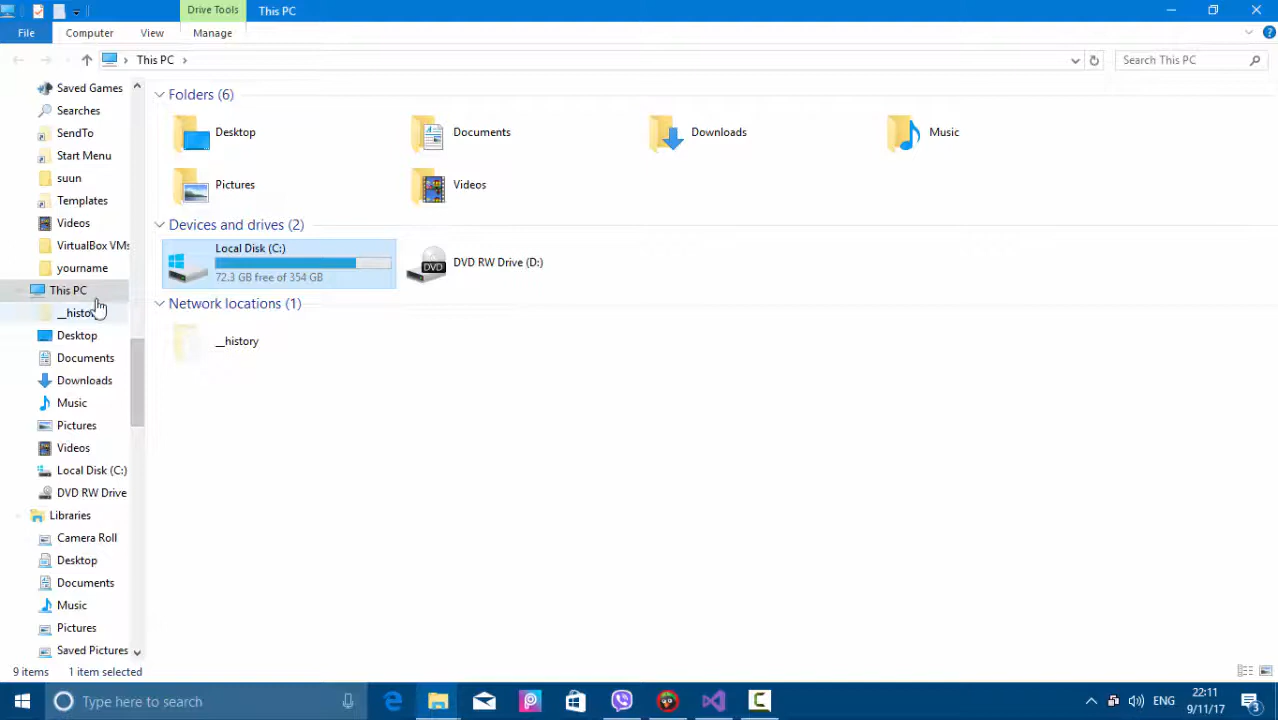 Drive Tools
This PC
File
Computer
View
Manage
This PC
Search This PC
Saved Games
Searches
SendTo
Start Menu
suun
Templates
Videos
VirtualBox VMs
yourname
This PC
Desktop
Documents
Downloads
Music
Pictures
Videos
Local Disk (C:)
DVD RW Drive
Libraries
Camera Roll
Desktop
Documents
Music
Pictures
Saved Pictures
Folders (6)
Desktop
Documents
Downloads
Music
Pictures
Videos
Devices and drives (2)
Local Disk (C:)
72.3 GB free of 354 GB
DVD
DVD RW Drive (D:)
Network locations (1)
__history
9 items
1 item selected
Type here to search
ENG
22:11
9/11/17
3